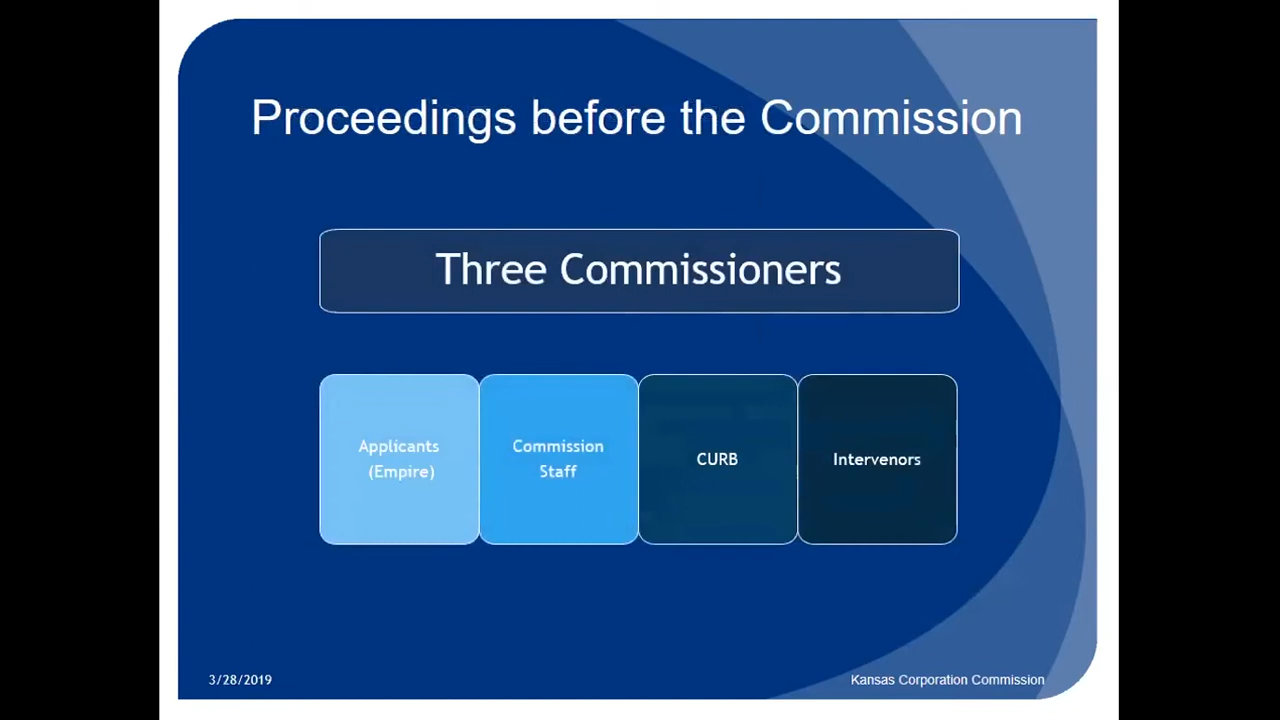 Proceedings before the Commission
Three Commissioners
Applicants
(Empire)
Commission
Staff
CURB
Intervenors
3/28/2019
Kansas Corporation Commission